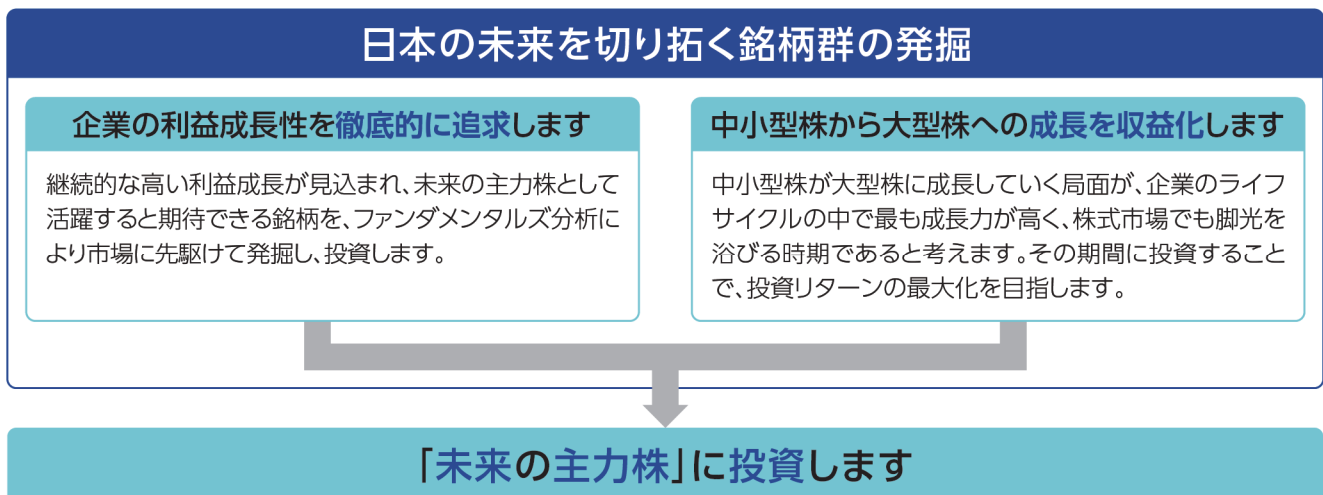 日本の未来を切り拓く銘柄群の発掘
企業の利益成長性を徹底的に追求します
継続的な高い利益成長が見込まれ、未来の主力株として
活躍すると期待できる銘柄を、ファンダメンタルズ分析に
より市場に先駆けて発掘し、投資します。
中小型株から大型株への成長を収益化します
中小型株が大型株に成長していく局面が、企業のライフ
サイクルの中で最も成長力が高く、株式市場でも脚光を
浴びる時期であると考えます。その期間に投資すること
で、投資リターンの最大化を目指します。
「未来の主力株」に投資します